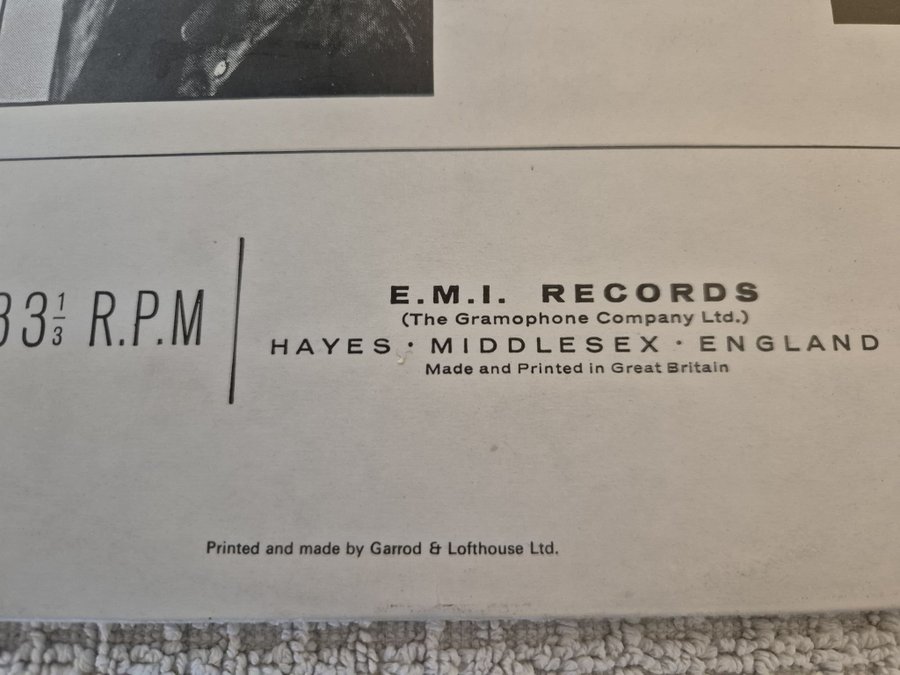 33⅓ R.P.M
E.M.I. RECORDS
(The Gramophone Company Ltd.)
HAYES · MIDDLESEX · ENGLAND
Made and Printed in Great Britain
Printed and made by Garrod & Lofthouse Ltd.